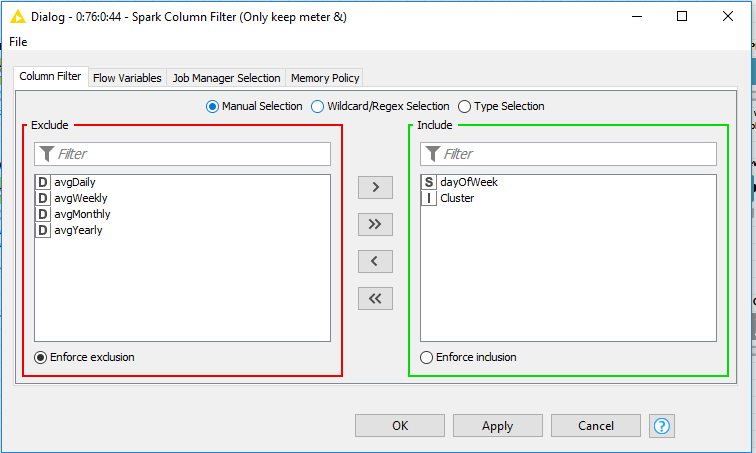 Dialog - 0:76:0:44 - Spark Column Filter (Only keep meter &)
File
Column Filter Flow Variables Job Manager Selection Memory Policy
Manual Selection Wildcard/Regex Selection Type Selection
Exclude
Filter
D avgDaily
D avgWeekly
D avgMonthly
D avgYearly
Enforce exclusion
>
>>
<
<<
Include
Filter
S dayOfWeek
I Cluster
Enforce inclusion
OK Apply Cancel ?